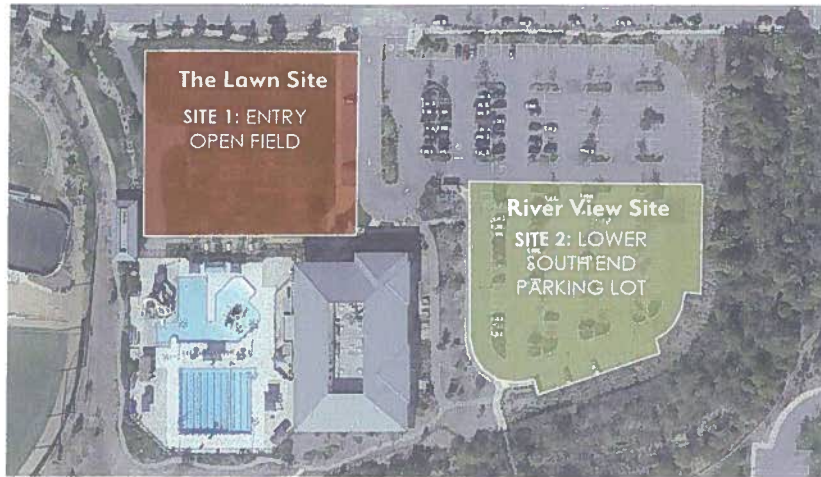 The Lawn Site
SITE 1: ENTRY
OPEN FIELD
River View Site
SITE 2: LOWER
SOUTH END
PARKING LOT